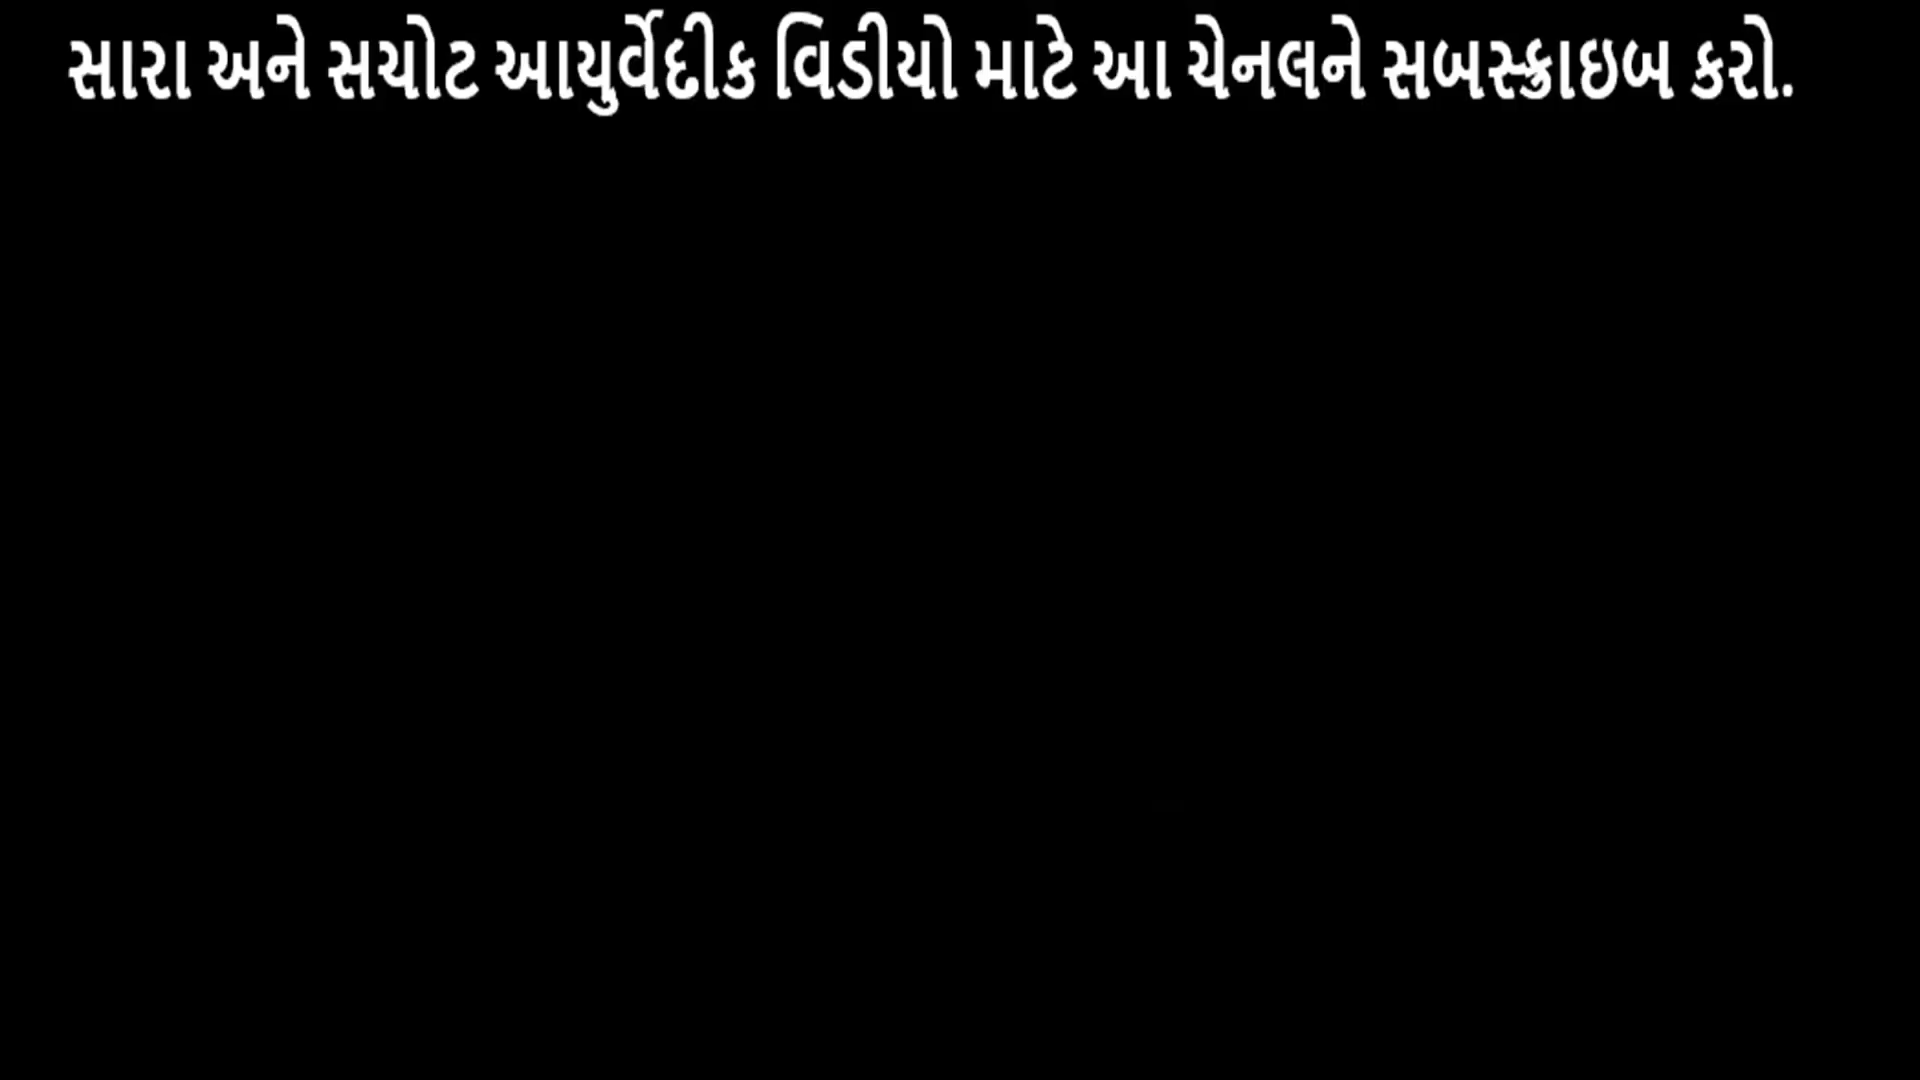 સારા અને સચોટ આયુર્વેદીક વિડીયો માટે આ ચેનલને સબસ્ક્રાઇબ કરો.